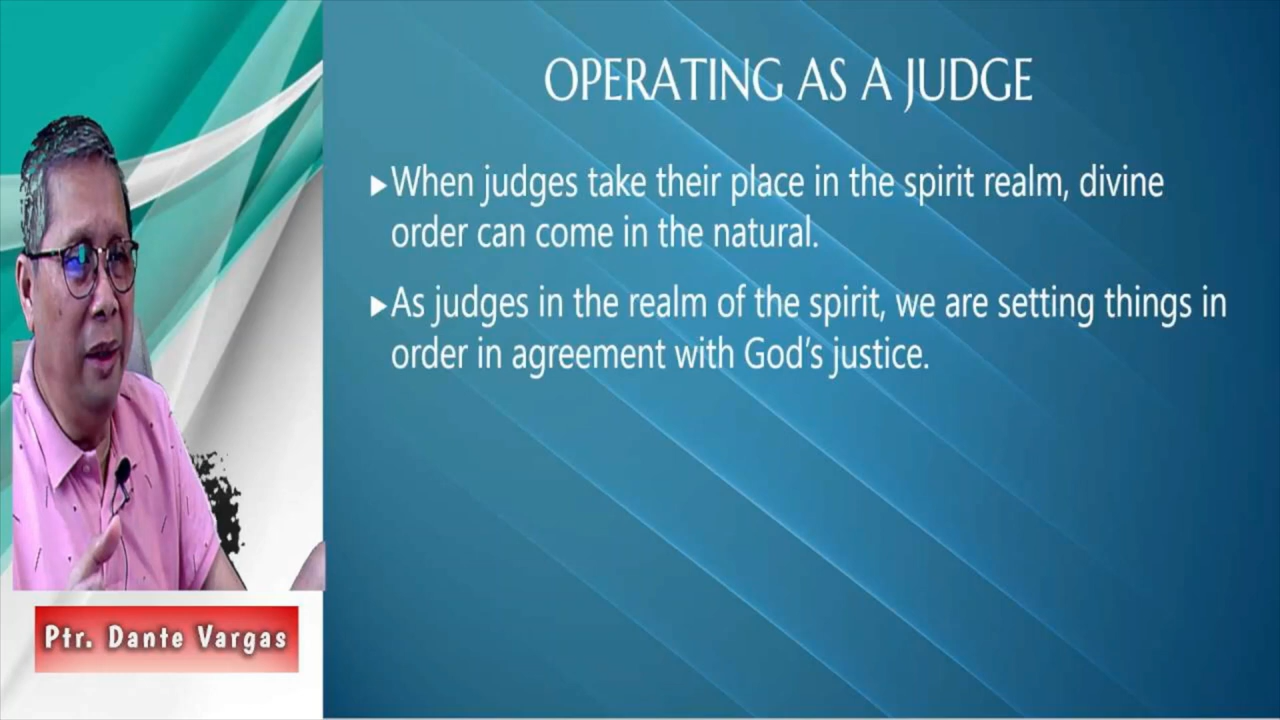 OPERATING AS A JUDGE
▸When judges take their place in the spirit realm, divine
order can come in the natural.
▸As judges in the realm of the spirit, we are setting things in
order in agreement with God's justice.
Ptr. Dante Vargas